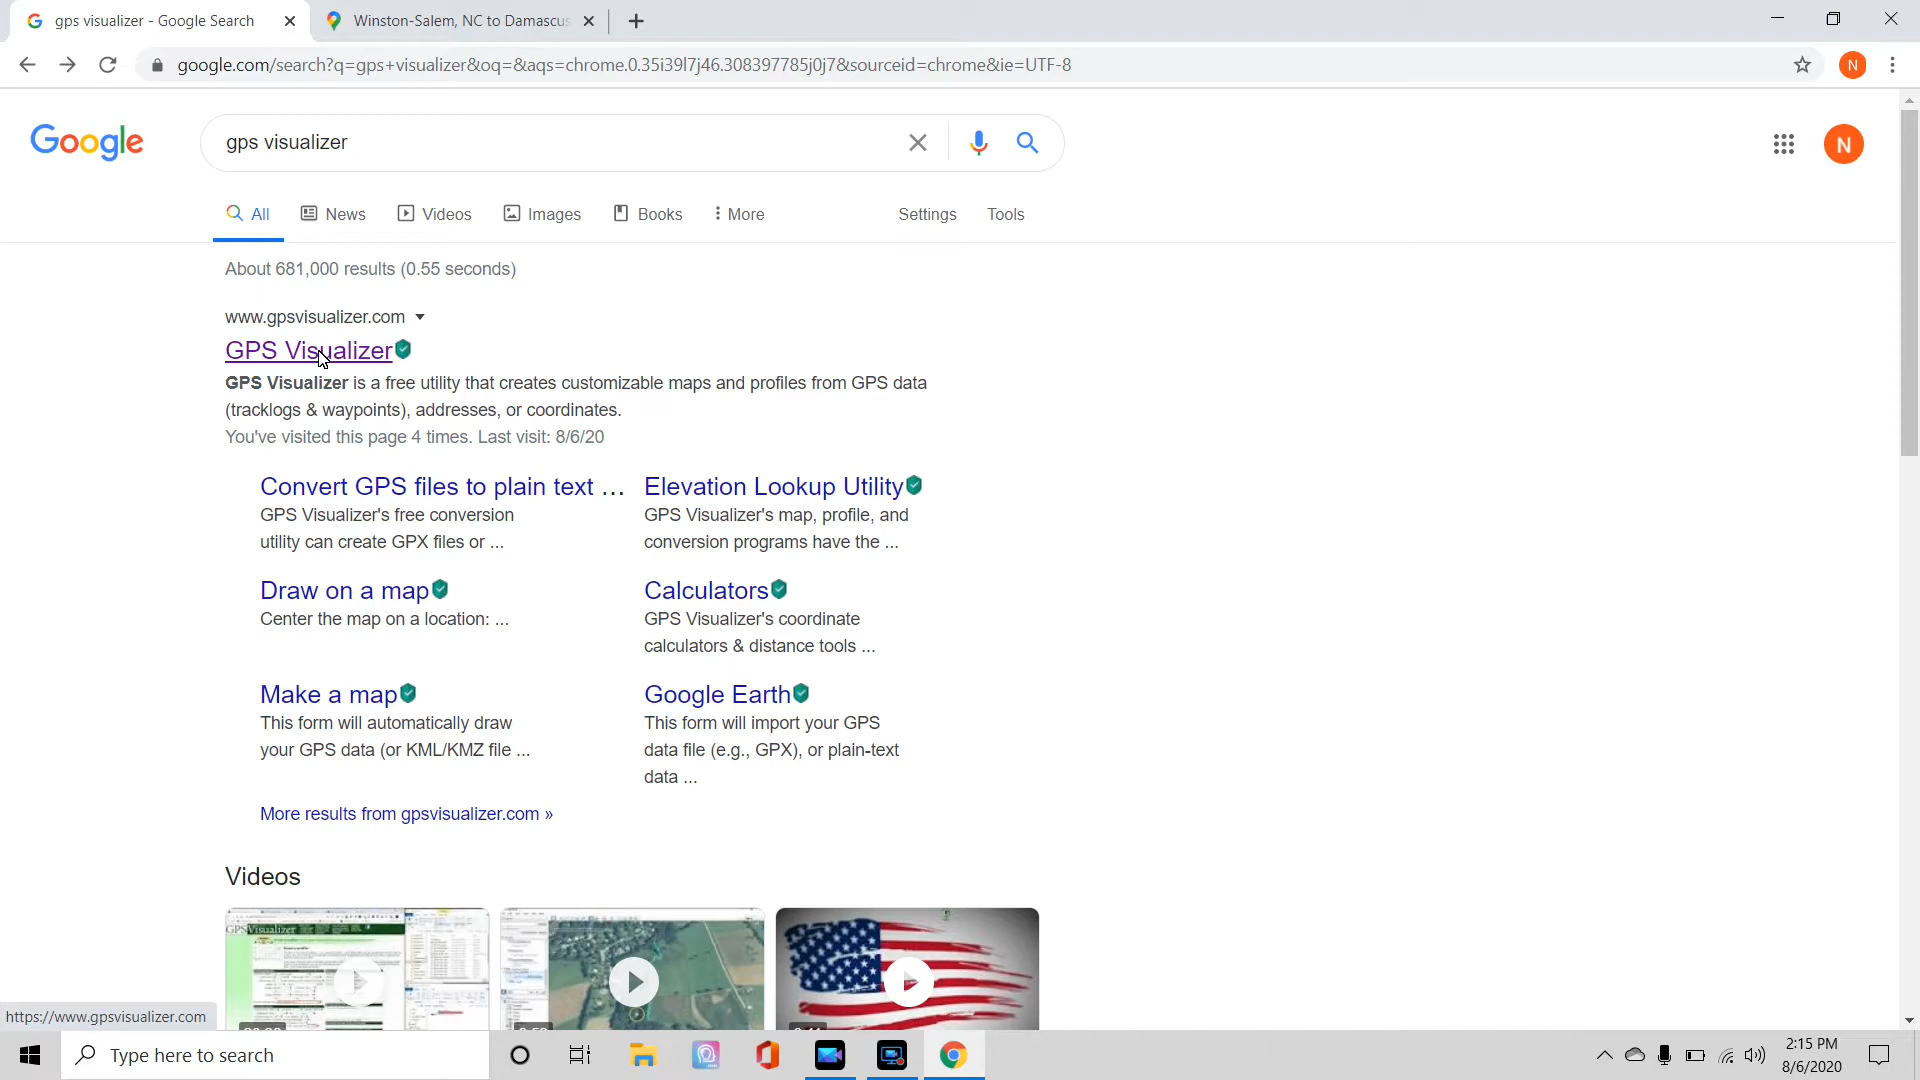 gps visualizer - Google Search
Winston-Salem, NC to Damascus
google.com/search?q=gps+visualizer&oq=&aqs=chrome.0.35i39l7j46.308397785j0j7&sourceid=chrome&ie=UTF-8
N
Google
gps visualizer
N
All
News
Videos
Images
Books
More
Settings
Tools
About 681,000 results (0.55 seconds)
www.gpsvisualizer.com
GPS Visualizer
GPS Visualizer is a free utility that creates customizable maps and profiles from GPS data
(tracklogs & waypoints), addresses, or coordinates.
You've visited this page 4 times. Last visit: 8/6/20
Convert GPS files to plain text ...
GPS Visualizer's free conversion
utility can create GPX files or ...
Elevation Lookup Utility
GPS Visualizer's map, profile, and
conversion programs have the ...
Draw on a map
Center the map on a location: ...
Calculators
GPS Visualizer's coordinate
calculators & distance tools ...
Make a map
This form will automatically draw
your GPS data (or KML/KMZ file ...
Google Earth
This form will import your GPS
data file (e.g., GPX), or plain-text
data ...
More results from gpsvisualizer.com »
Videos
GPSVisualizer
https://www.gpsvisualizer.com
Type here to search
2:15 PM
8/6/2020